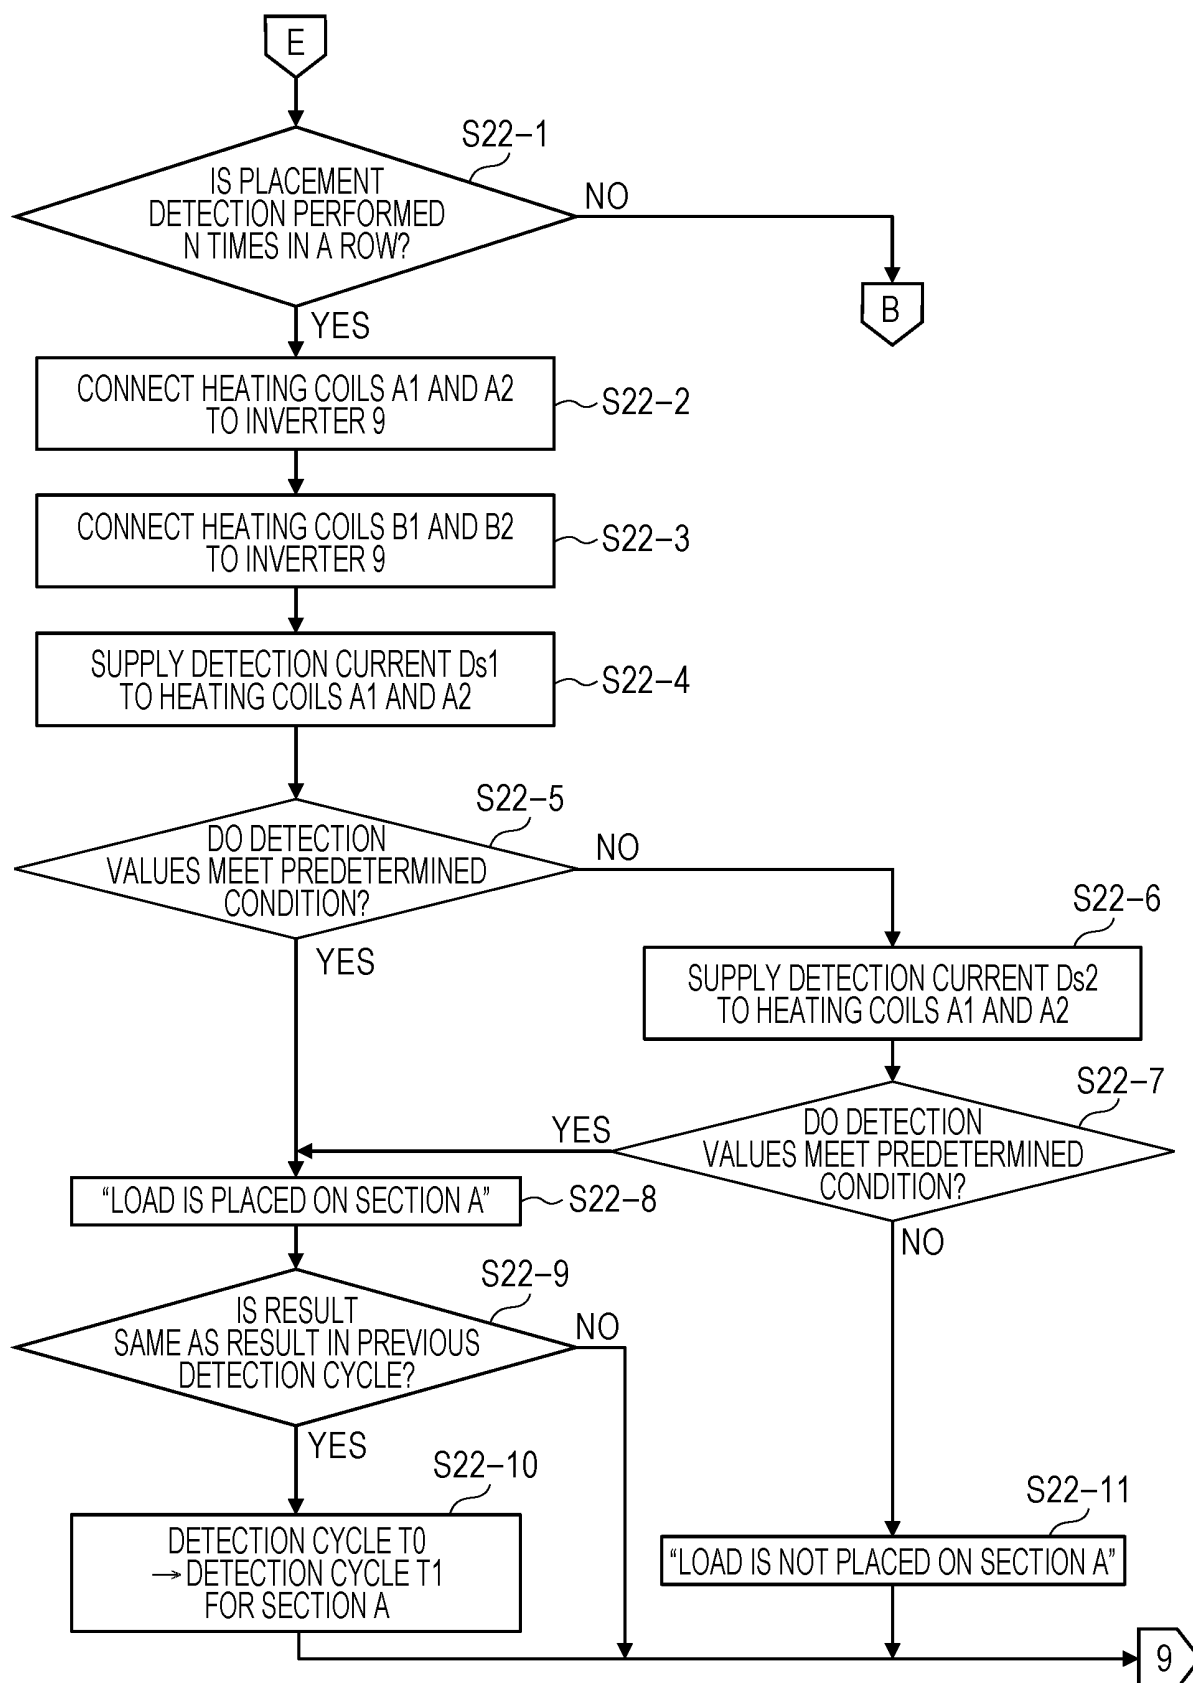 E
S22-1
IS PLACEMENT
DETECTION PERFORMED
N TIMES IN A ROW?
NO
B
YES
CONNECT HEATING COILS A1 AND A2
TO INVERTER 9
S22-2
CONNECT HEATING COILS B1 AND B2
TO INVERTER 9
S22-3
SUPPLY DETECTION CURRENT Ds1
TO HEATING COILS A1 AND A2
S22-4
S22-5
DO DETECTION
VALUES MEET PREDETERMINED
CONDITION?
NO
YES
S22-6
SUPPLY DETECTION CURRENT Ds2
TO HEATING COILS A1 AND A2
S22-7
DO DETECTION
VALUES MEET PREDETERMINED
CONDITION?
YES
NO
“LOAD IS PLACED ON SECTION A”
S22-8
S22-9
IS RESULT
SAME AS RESULT IN PREVIOUS
DETECTION CYCLE?
NO
YES
S22-10
DETECTION CYCLE T0
→ DETECTION CYCLE T1
FOR SECTION A
S22-11
“LOAD IS NOT PLACED ON SECTION A”
9